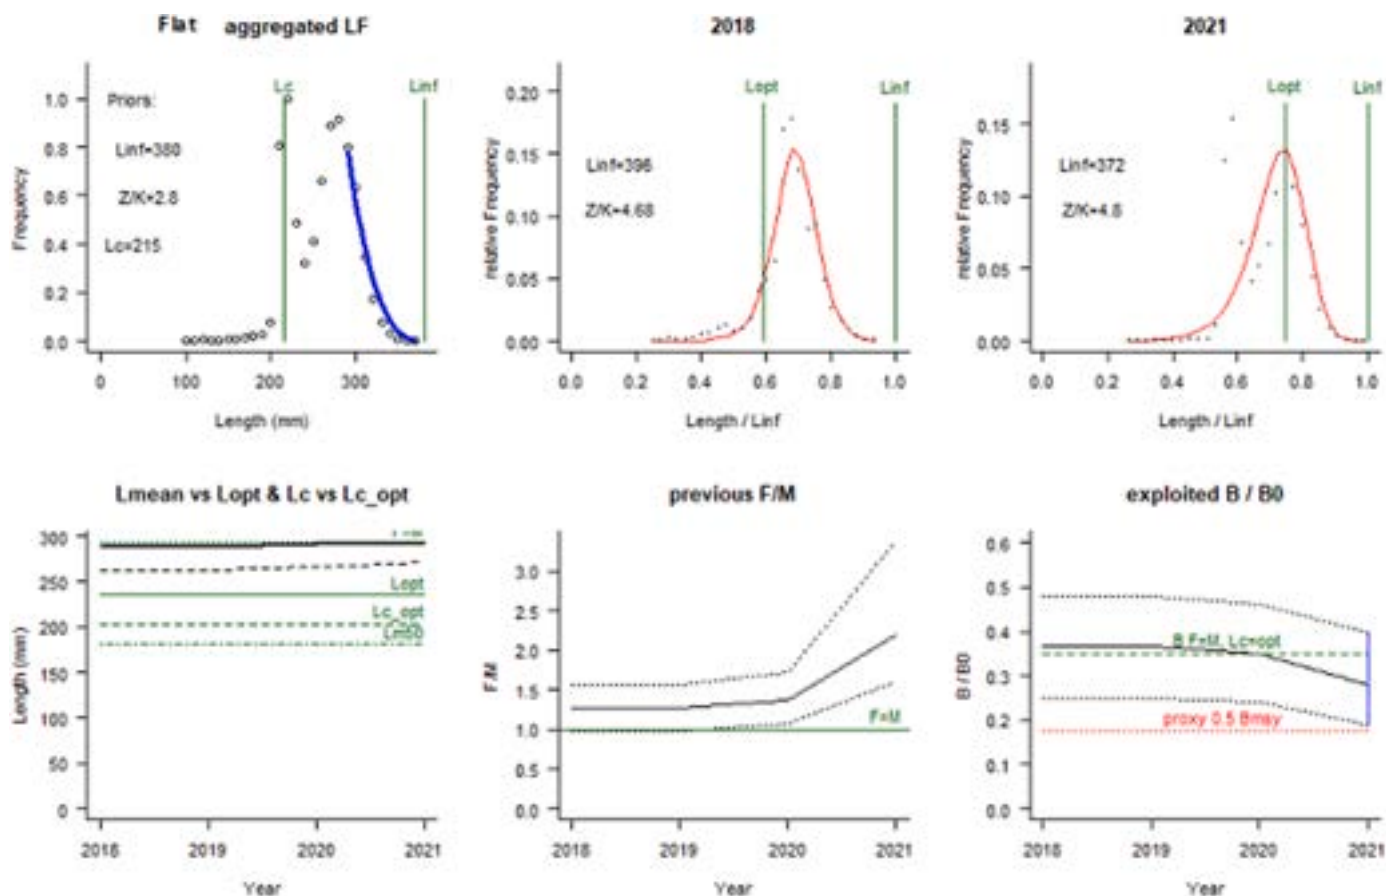 Flat aggregated LF
Frequency
1.0
0.8
0.6
0.4
0.2
0.0
Priors:
Linf=380
Z/K=2.8
Lc=215
Lc
Linf
0 100 200 300
Length (mm)
2018
relative Frequency
0.20
0.15
0.10
0.05
0.00
Linf=396
Z/K=4.68
Lopt
Linf
0.0 0.2 0.4 0.6 0.8 1.0
Length / Linf
2021
relative Frequency
0.15
0.10
0.05
0.00
Linf=372
Z/K=4.8
Lopt
Linf
0.0 0.2 0.4 0.6 0.8 1.0
Length / Linf
Lmean vs Lopt & Lc vs Lc_opt
Length (mm)
300
250
200
150
100
50
0
Lopt
Lc_opt
Lm50
2018 2019 2020 2021
Year
previous F/M
F/M
3.0
2.5
2.0
1.5
1.0
0.5
0.0
F=M
2018 2019 2020 2021
Year
exploited B / B0
B / B0
0.6
0.5
0.4
0.3
0.2
0.1
0.0
B F=M, Lc=opt
proxy 0.5 Bmsy
2018 2019 2020 2021
Year